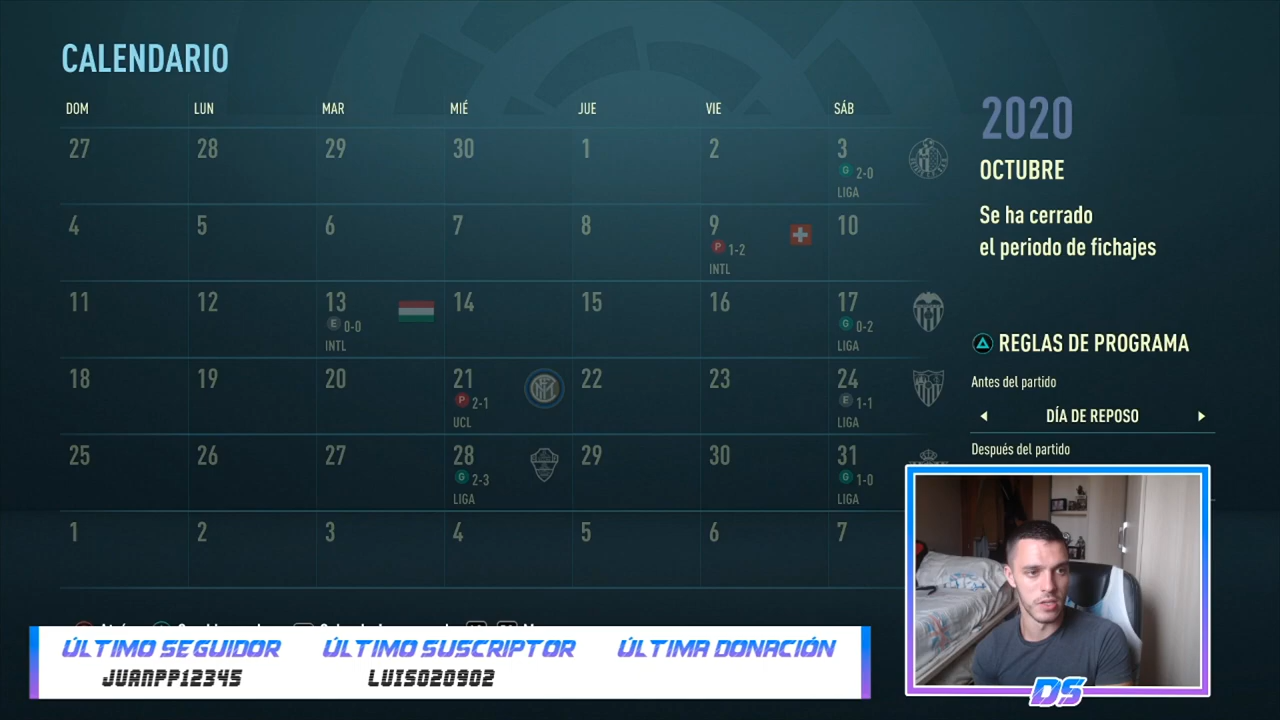 CALENDARIO
DOM LUN MAR MIÉ JUE VIE SÁB
27 28 29 30 1 2 3
G 2-0
LIGA
4 5 6 7 8 9 10
P 1-2
INTL
11 12 13 14 15 16 17
E 0-0 G 0-2
INTL LIGA
18 19 20 21 22 23 24
P 2-1 E 1-1
UCL LIGA
25 26 27 28 29 30 31
G 2-3 G 1-0
LIGA LIGA
1 2 3 4 5 6 7
2020
OCTUBRE
Se ha cerrado
el periodo de fichajes
REGLAS DE PROGRAMA
Antes del partido
DÍA DE REPOSO
Después del partido
ÚLTIMO SEGUIDOR ÚLTIMO SUSCRIPTOR ÚLTIMA DONACIÓN
JUANPP12345 LUISO20902
DS